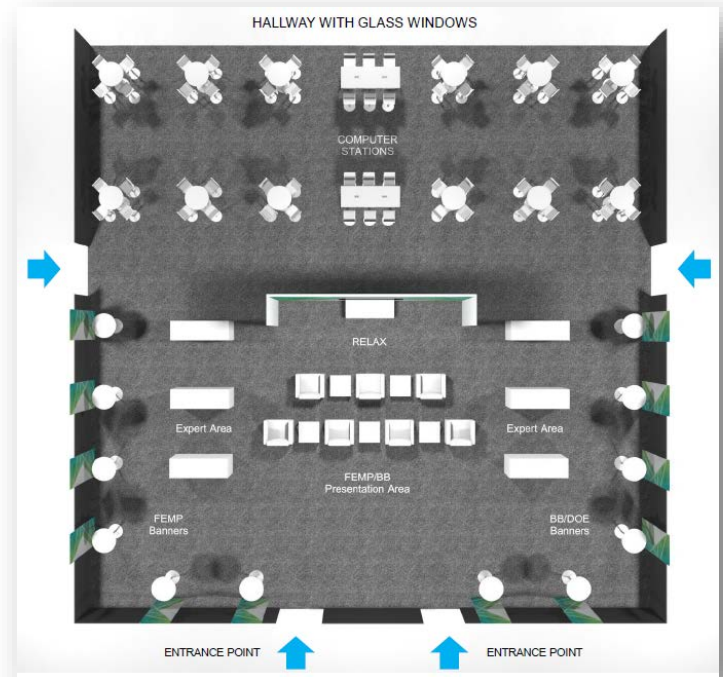 HALLWAY WITH GLASS WINDOWS
COMPUTER
STATIONS
RELAX
Expert Area
Expert Area
FEMP/BB
Presentation Area
FEMP
Banners
BB/DOE
Banners
ENTRANCE POINT
ENTRANCE POINT